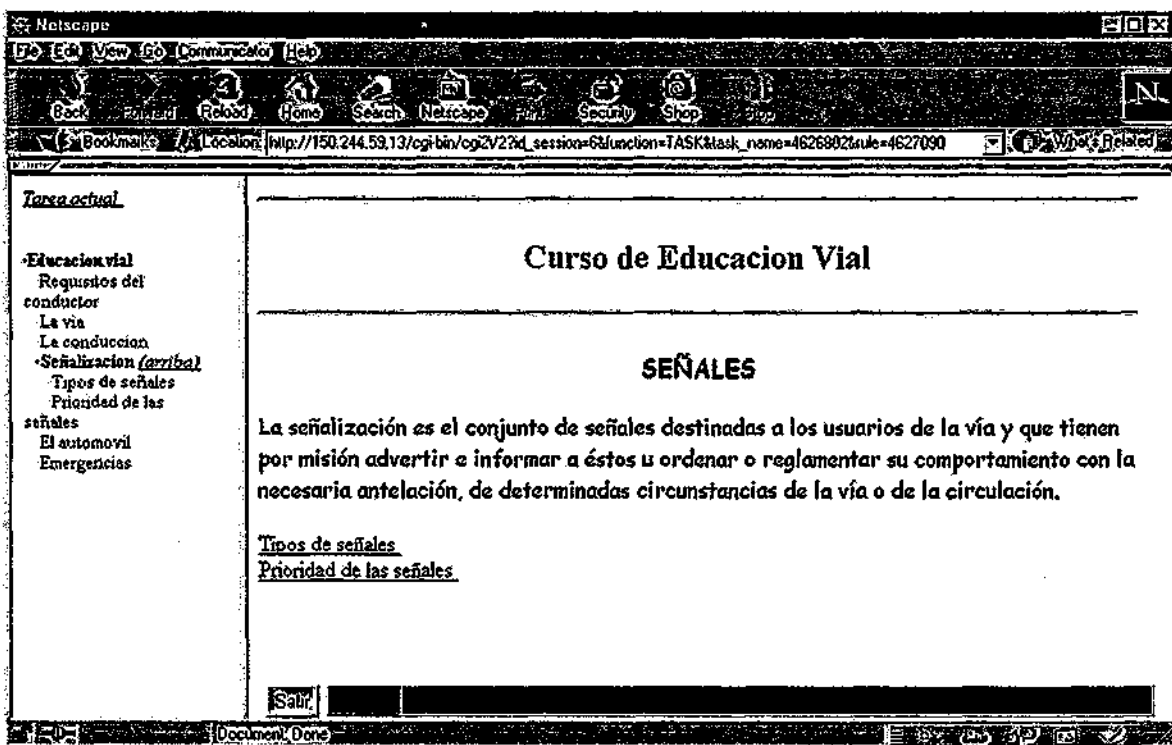 Netscape
File Edit View Go Communicator Help
Back Forward Reload Home Search Netscape Print Security Shop Stop
Bookmarks Location: http://150.244.59.13/cgi-bin/cgi2V2?id_session=6&function=TASK&task_name=4626802&rule=4627090 What's Related
Tarea actual
Educacion vial
Requisitos del
conductor
La via
La conduccion
Señalizacion (arriba)
Tipos de señales
Prioridad de las
señales
El automovil
Emergencias
Curso de Educacion Vial
SEÑALES
La señalización es el conjunto de señales destinadas a los usuarios de la vía y que tienen
por misión advertir e informar a éstos u ordenar o reglamentar su comportamiento con la
necesaria antelación, de determinadas circunstancias de la vía o de la circulación.
Tipos de señales
Prioridad de las señales
Salir
Document: Done